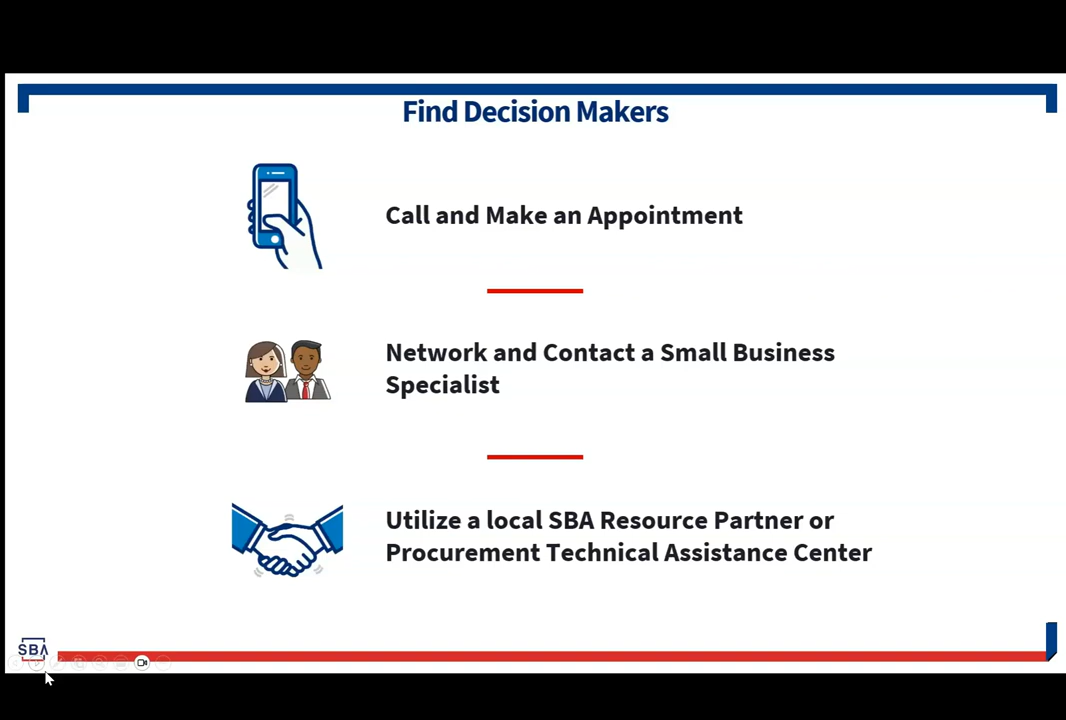 Find Decision Makers
Call and Make an Appointment
Network and Contact a Small Business
Specialist
Utilize a local SBA Resource Partner or
Procurement Technical Assistance Center
SBA